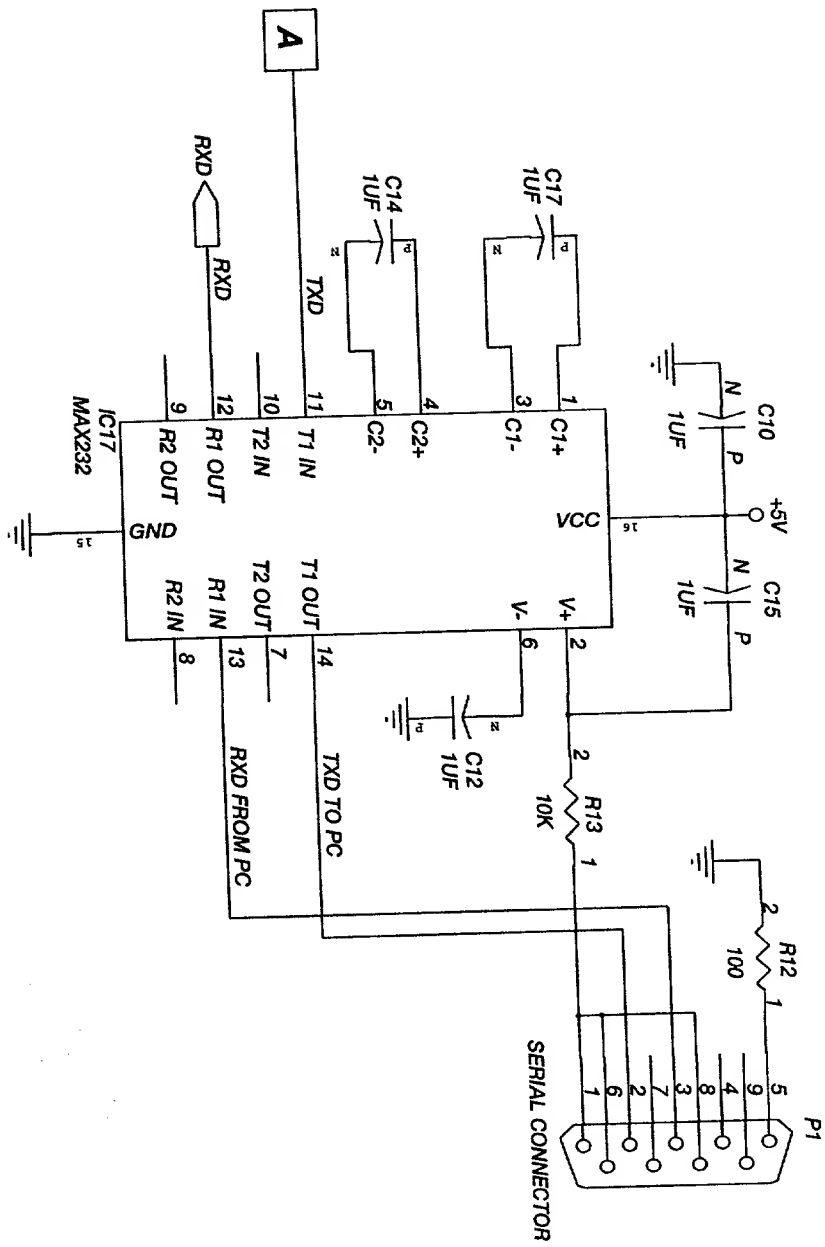 A
TXD
RXD
RXD
C14
1UF
N
P
C17
1UF
N
P
C10
1UF
N
P
+5V
C15
1UF
N
P
9
12
10
11
5
4
3
1
16
IC17
MAX232
R2 OUT
R1 OUT
T2 IN
T1 IN
C2-
C2+
C1-
C1+
VCC
GND
15
R2 IN
R1 IN
T2 OUT
T1 OUT
V-
V+
8
13
7
14
6
2
C12
1UF
P
N
2
R13
10K
1
RXD FROM PC
TXD TO PC
2
R12
100
1
SERIAL CONNECTOR
1
6
2
7
3
8
4
9
5
P1